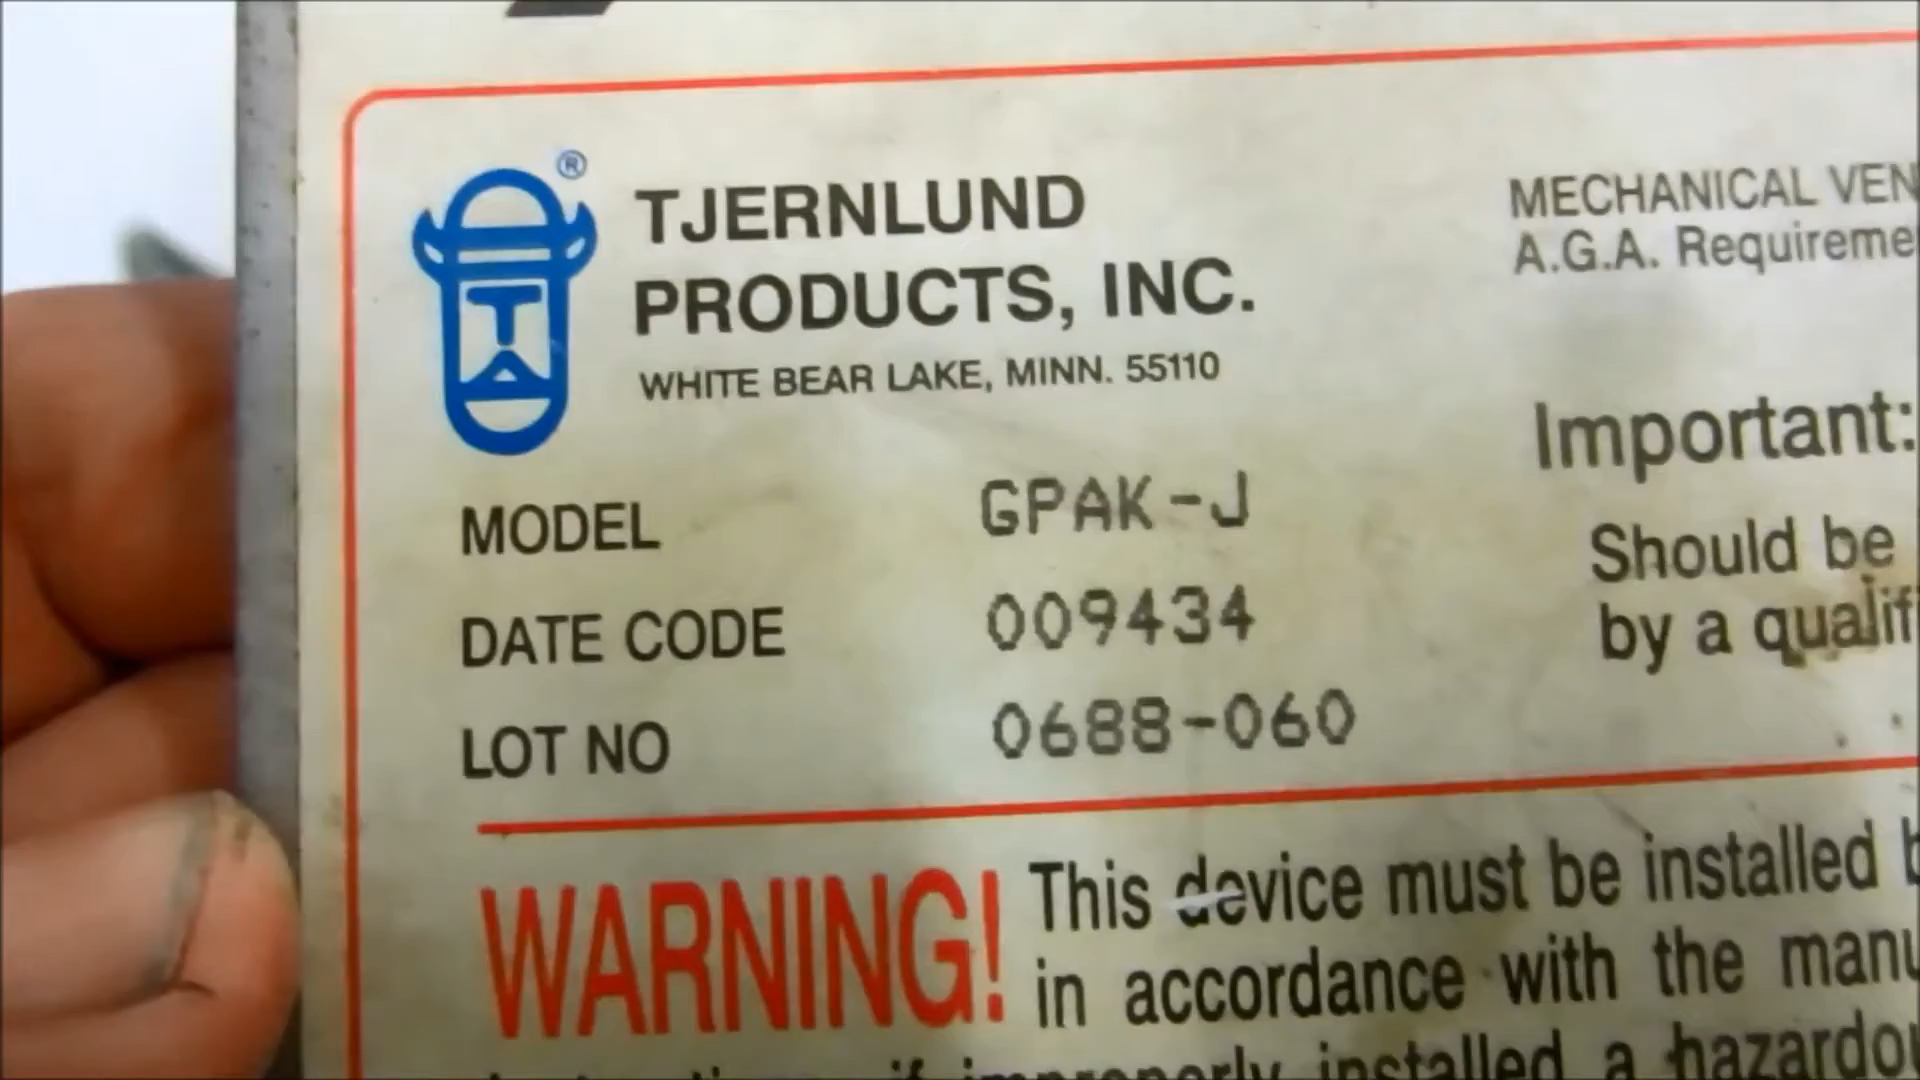 ®
TJERNLUND
PRODUCTS, INC.
WHITE BEAR LAKE, MINN. 55110
MECHANICAL VEN
A.G.A. Requireme
Important:
MODEL GPAK-J
Should be
DATE CODE 009434
by a qualif
LOT NO 0688-060
WARNING! This device must be installed b
in accordance with the manu
if improperly installed a hazardou